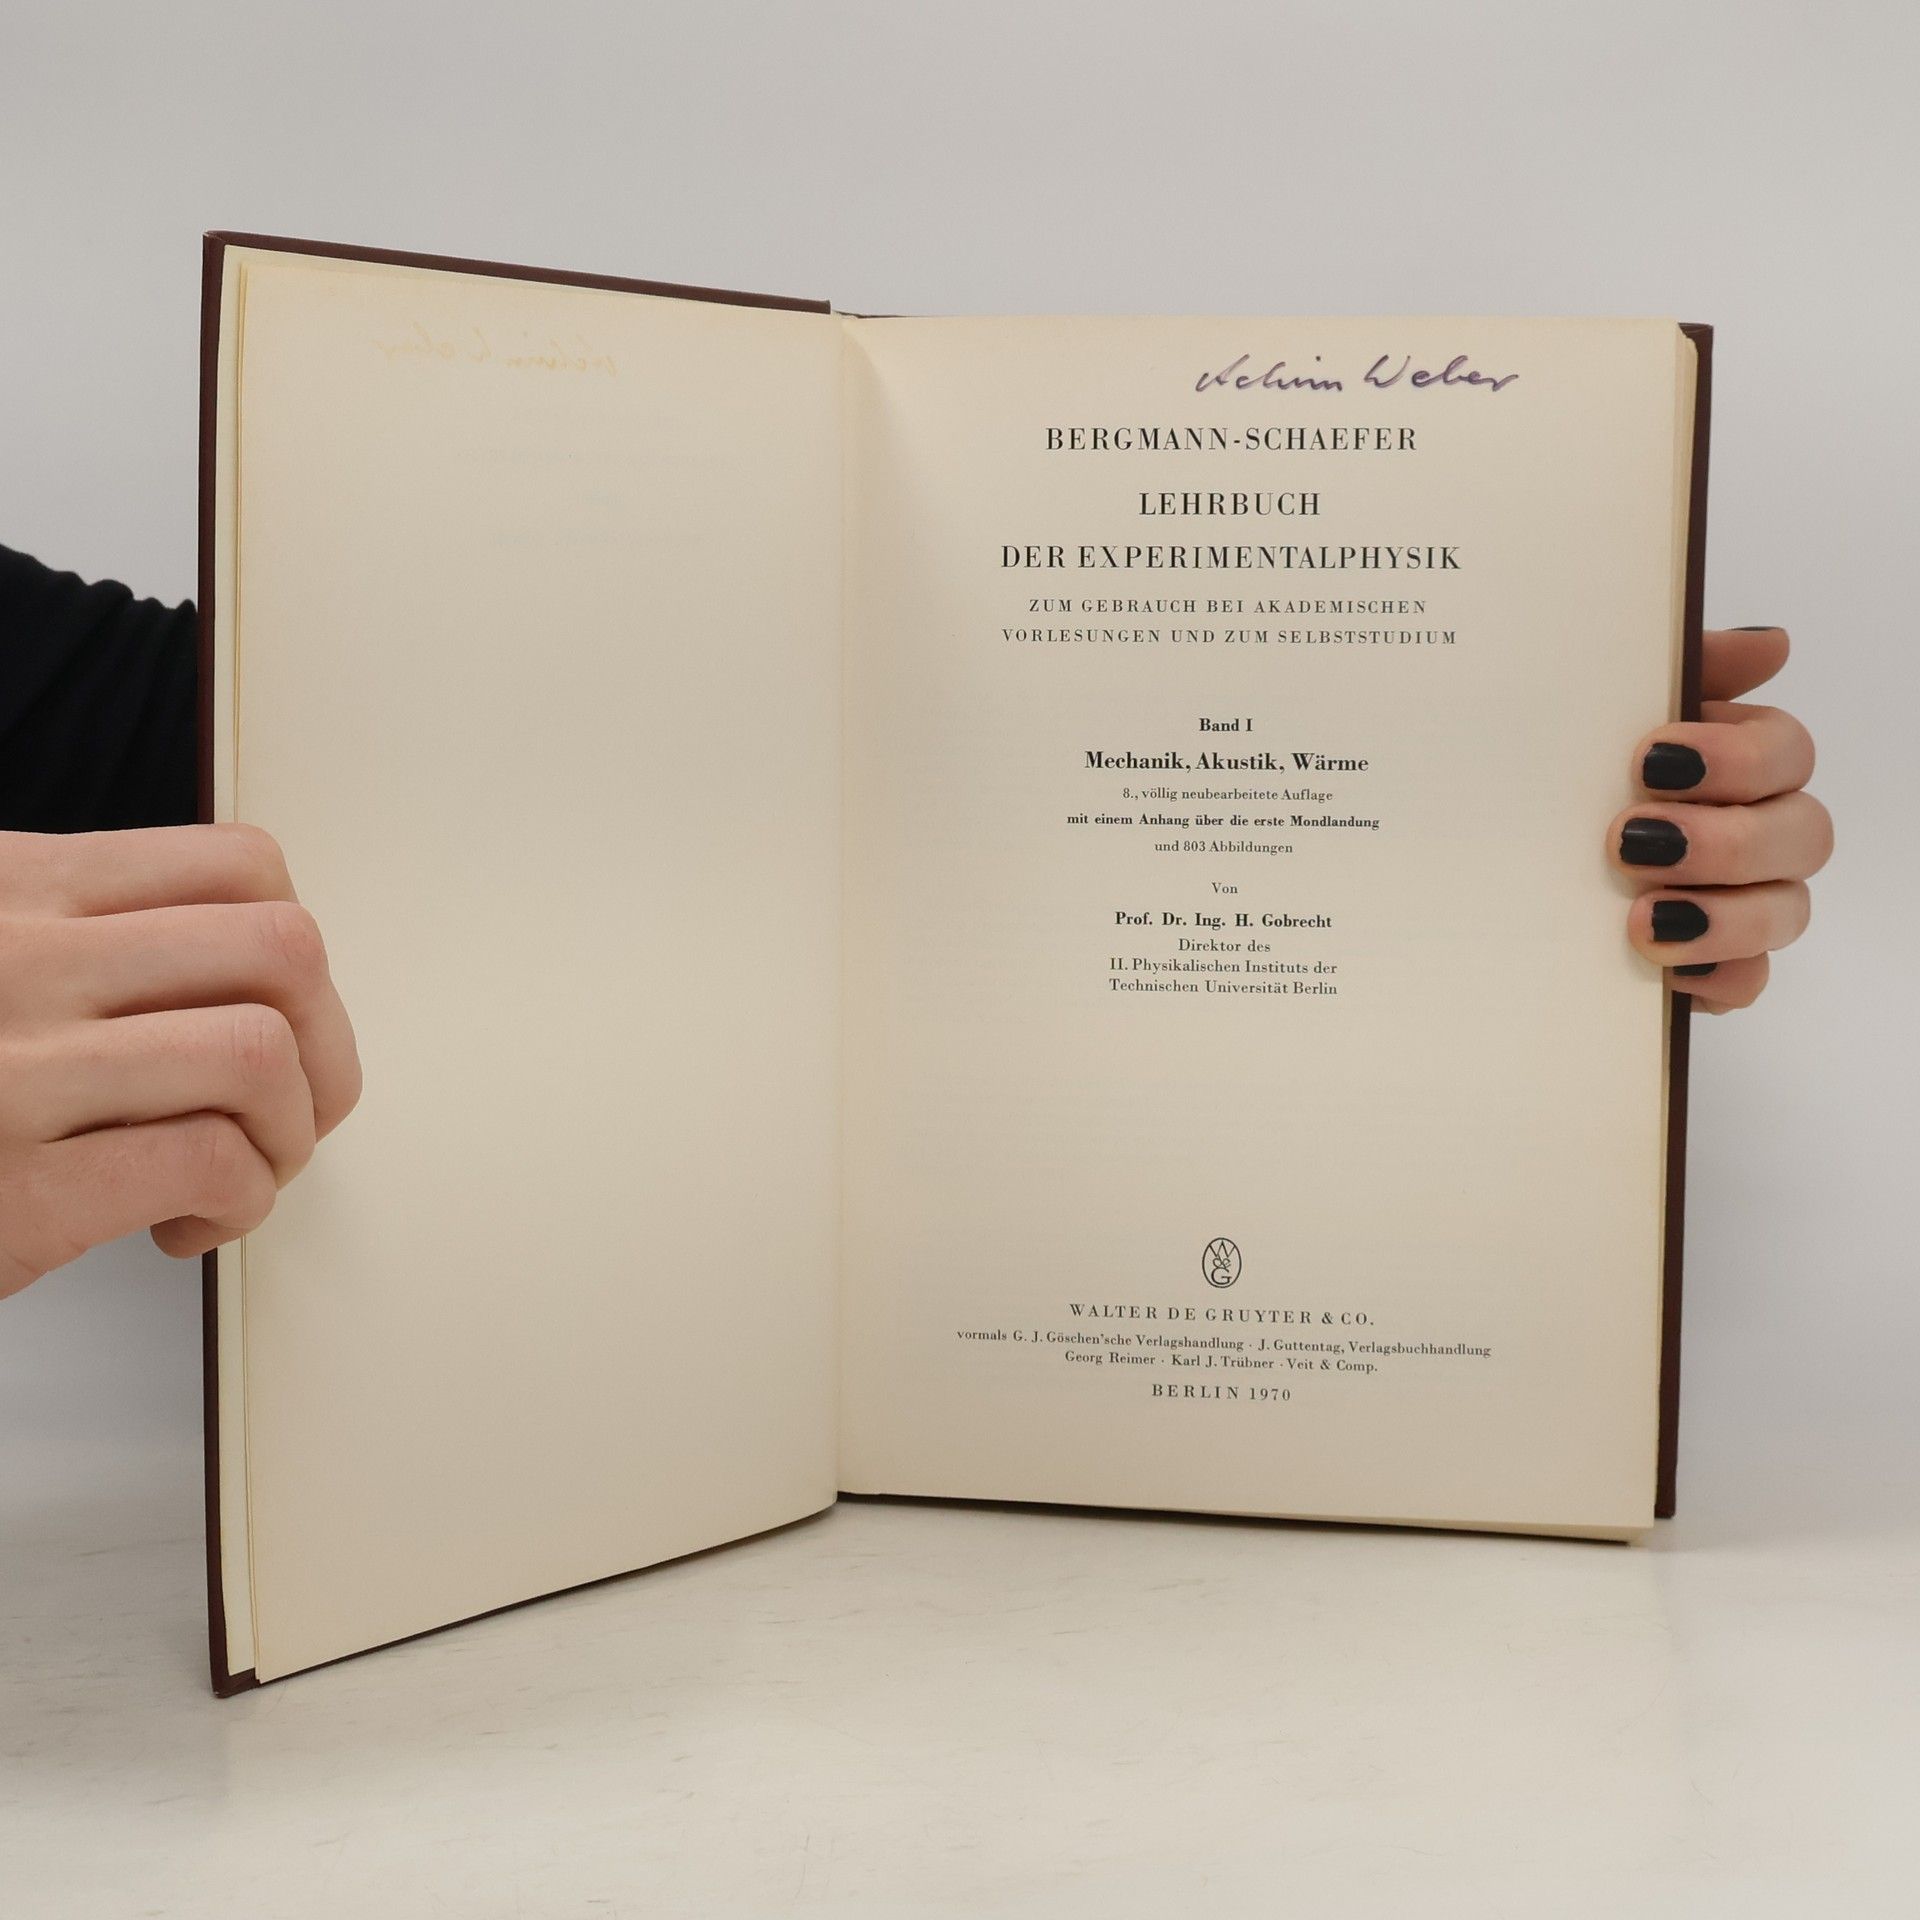 Achim Weber
BERGMANN-SCHAEFER
LEHRBUCH
DER EXPERIMENTALPHYSIK
ZUM GEBRAUCH BEI AKADEMISCHEN
VORLESUNGEN UND ZUM SELBSTSTUDIUM
Band I
Mechanik, Akustik, Wärme
8., völlig neubearbeitete Auflage
mit einem Anhang über die erste Mondlandung
und 803 Abbildungen
Von
Prof. Dr. Ing. H. Gobrecht
Direktor des
II. Physikalischen Instituts der
Technischen Universität Berlin
W
de
G
WALTER DE GRUYTER & CO.
vormals G. J. Göschen'sche Verlagshandlung · J. Guttentag, Verlagsbuchhandlung
Georg Reimer · Karl J. Trübner · Veit & Comp.
BERLIN 1970